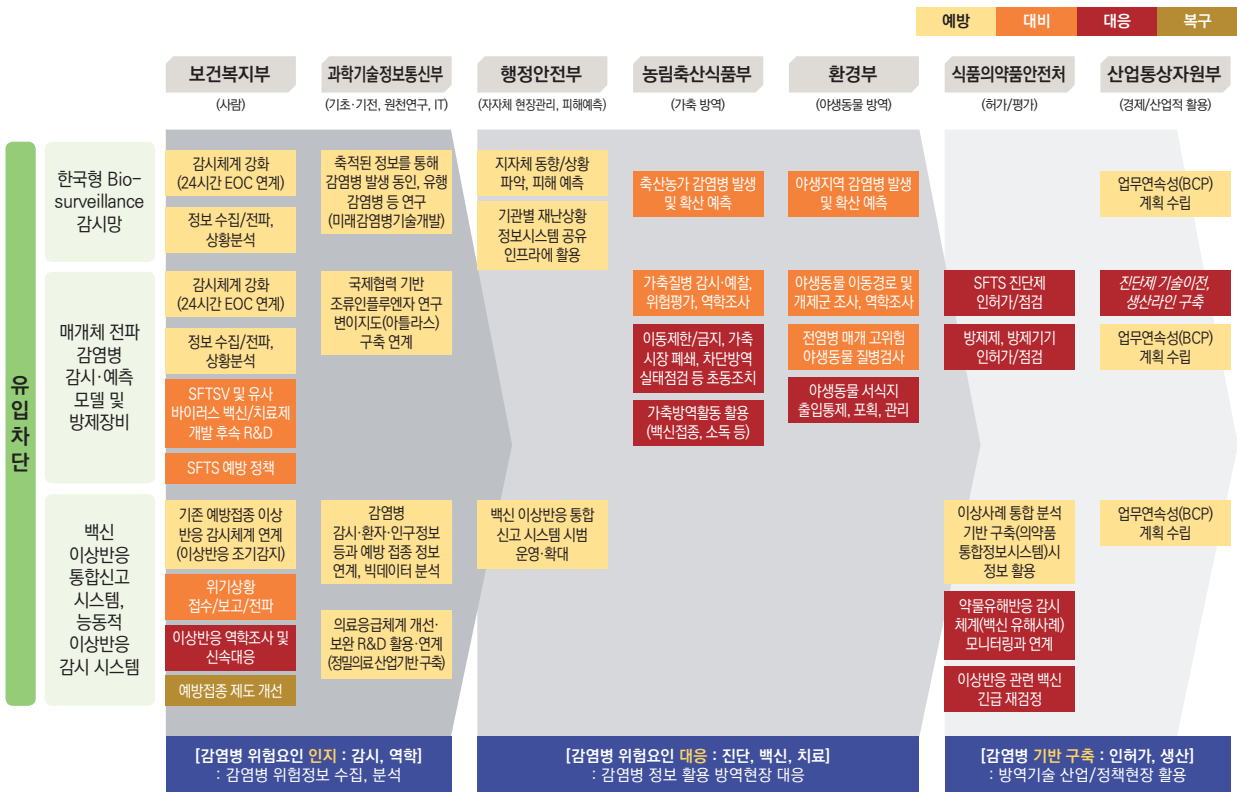 예방
대비
대응
복구
보건복지부
(사람)
과학기술정보통신부
(기초·기전, 원천연구, IT)
행정안전부
(자자체 현장관리, 피해예측)
농림축산식품부
(가축 방역)
환경부
(야생동물 방역)
식품의약품안전처
(허가/평가)
산업통상자원부
(경제/산업적 활용)
유입차단
한국형 Bio-
surveillance
감시망
감시체계 강화
(24시간 EOC 연계)
정보 수집/전파,
상황분석
축적된 정보를 통해
감염병 발생 동인, 유행
감염병 등 연구
(미래감염병기술개발)
지자체 동향/상황
파악, 피해 예측
기관별 재난상황
정보시스템 공유
인프라에 활용
축산농가 감염병 발생
및 확산 예측
야생지역 감염병 발생
및 확산 예측
업무연속성(BCP)
계획 수립
매개체 전파
감염병
감시·예측
모델 및
방제장비
감시체계 강화
(24시간 EOC 연계)
정보 수집/전파,
상황분석
SFTSV 및 유사
바이러스 백신/치료제
개발 후속 R&D
SFTS 예방 정책
국제협력 기반
조류인플루엔자 연구
변이지도(아틀라스)
구축 연계
가축질병 감시·예찰,
위험평가, 역학조사
이동제한/금지, 가축
시장 폐쇄, 차단방역
실태점검 등 초동조치
가축방역활동 활용
(백신접종, 소독 등)
야생동물 이동경로 및
개제군 조사, 역학조사
전염병 매개 고위험
야생동물 질병검사
야생동물 서식지
출입통제, 포획, 관리
SFTS 진단제
인허가/점검
방제제, 방제기기
인허가/점검
진단제 기술이전,
생산라인 구축
업무연속성(BCP)
계획 수립
백신
이상반응
통합신고
시스템,
능동적
이상반응
감시 시스템
기존 예방접종 이상
반응 감시체계 연계
(이상반응 조기감지)
위기상황
접수/보고/전파
이상반응 역학조사 및
신속대응
예방접종 제도 개선
감염병
감시·환자·인구정보
등과 예방 접종 정보
연계, 빅데이터 분석
의료응급체계 개선·
보완 R&D 활용·연계
(정밀의료 산업기반 구축)
백신 이상반응 통합
신고 시스템 시범
운영·확대
이상사례 통합 분석
기반 구축(의약품
통합정보시스템)시
정보 활용
약물유해반응 감시
체계(백신 유해사례)
모니터링과 연계
이상반응 관련 백신
긴급 재검정
업무연속성(BCP)
계획 수립
[감염병 위험요인 인지 : 감시, 역학]
: 감염병 위험정보 수집, 분석
[감염병 위험요인 대응 : 진단, 백신, 치료]
: 감염병 정보 활용 방역현장 대응
[감염병 기반 구축 : 인허가, 생산]
: 방역기술 산업/정책현장 활용